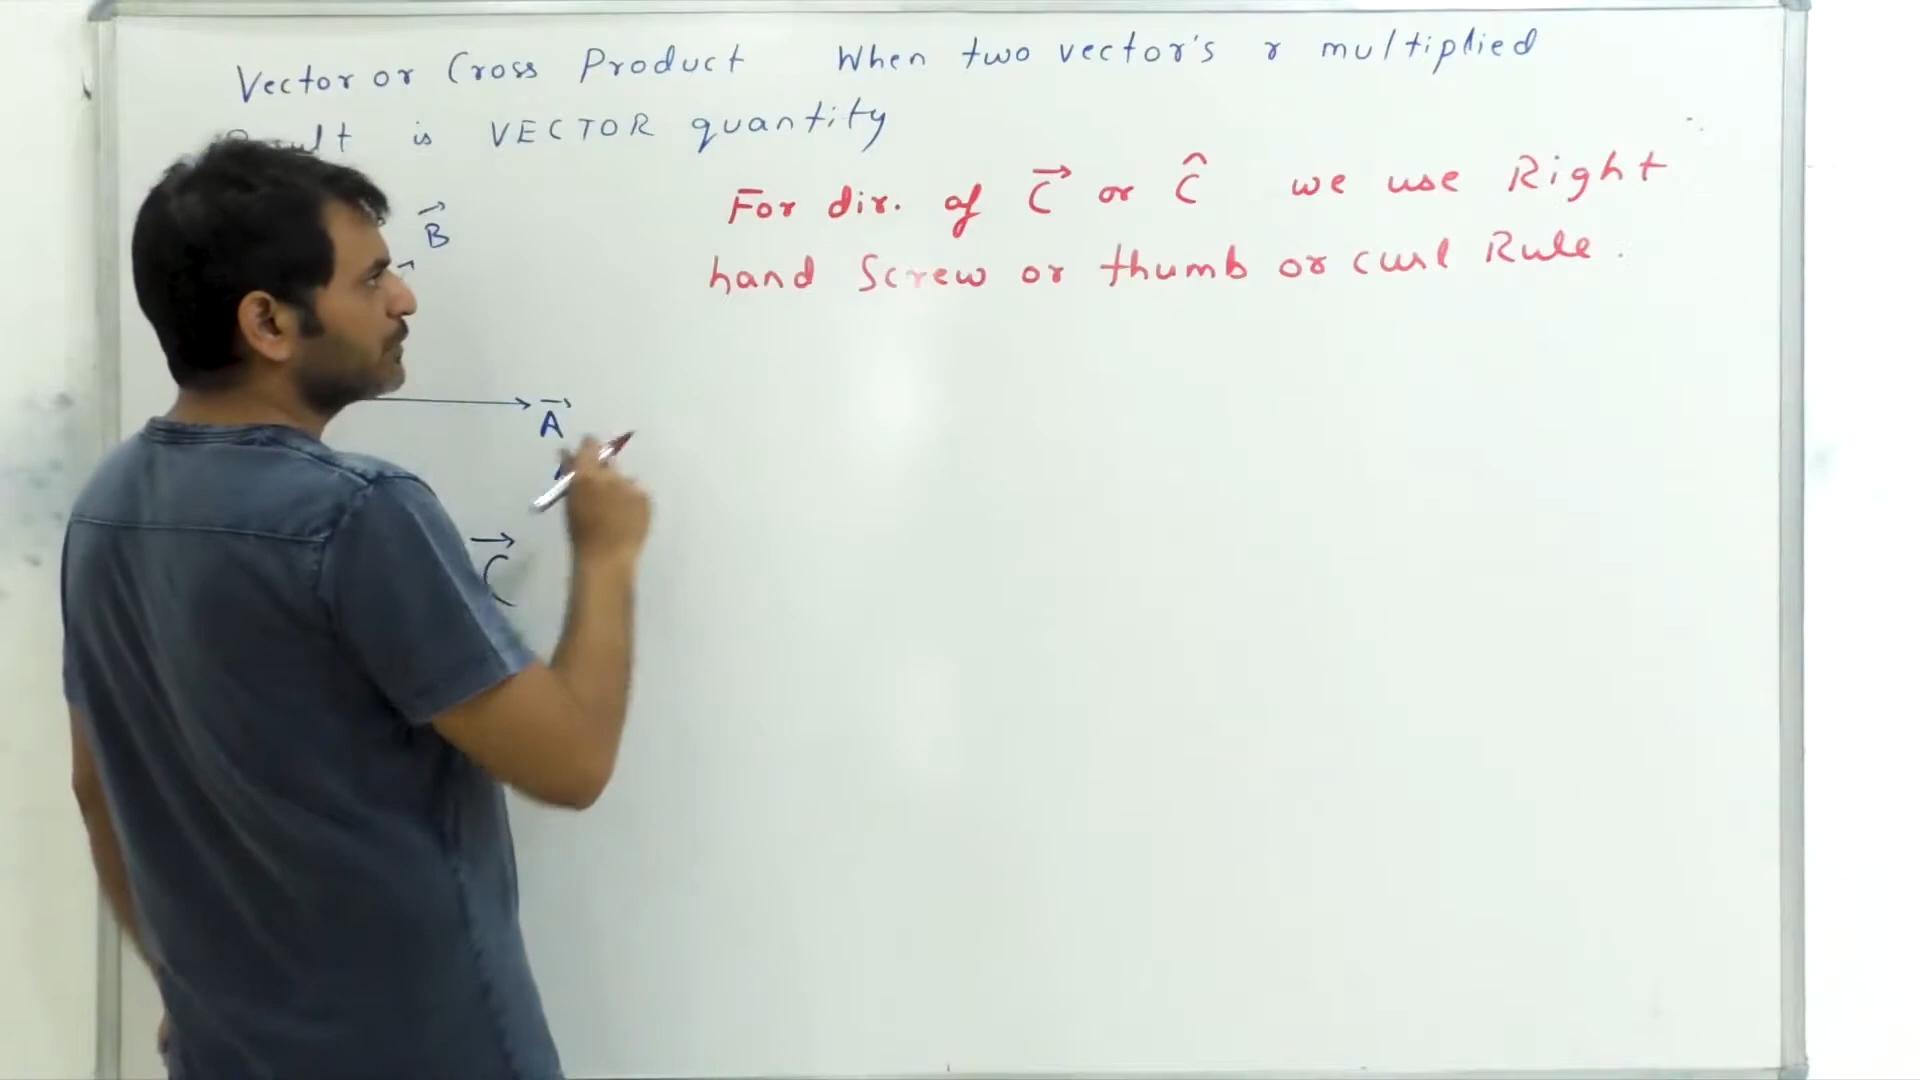 Vector or Cross Product When two vector's r multiplied
is VECTOR quantity
For dir. of C⃗ or Ĉ we use Right
hand Screw or thumb or curl Rule.
B⃗
A⃗
C⃗